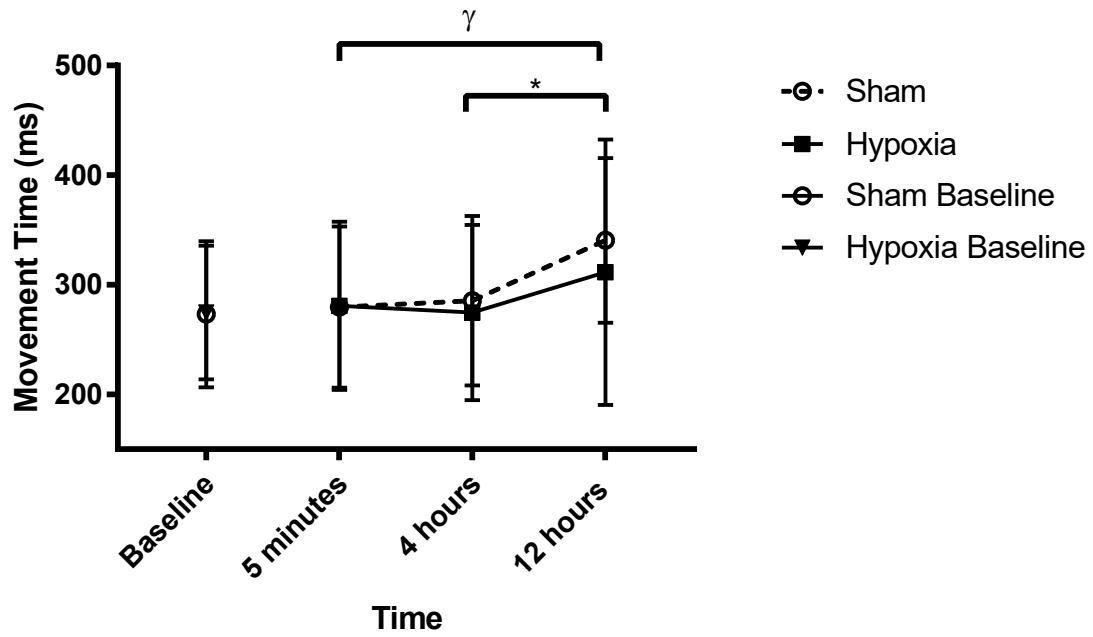 γ
*
500
400
300
200
Movement Time (ms)
Baseline
5 minutes
4 hours
12 hours
Time
Sham
Hypoxia
Sham Baseline
Hypoxia Baseline